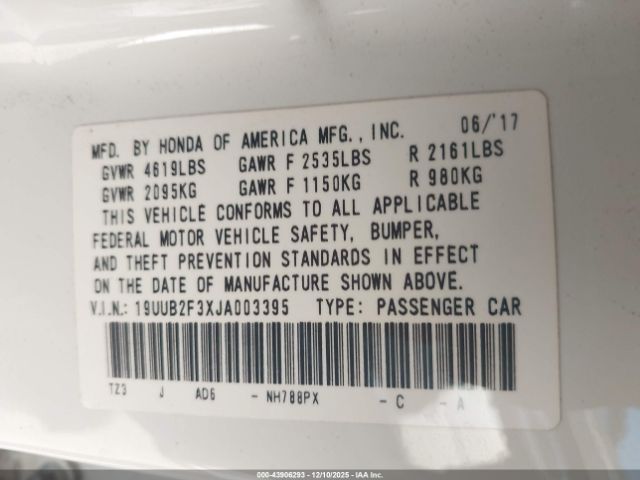 MFD. BY HONDA OF AMERICA MFG., INC. 06/'17
GVWR 4619LBS GAWR F 2535LBS R 2161LBS
GVWR 2095KG GAWR F 1150KG R 980KG
THIS VEHICLE CONFORMS TO ALL APPLICABLE
FEDERAL MOTOR VEHICLE SAFETY, BUMPER,
AND THEFT PREVENTION STANDARDS IN EFFECT
ON THE DATE OF MANUFACTURE SHOWN ABOVE.
V.I.N.: 19UUB2F3XJA003395 TYPE: PASSENGER CAR
TZ3 J AD6 - NH788PX - C - A
000-43906293 - 12/10/2025 - IAA Inc.